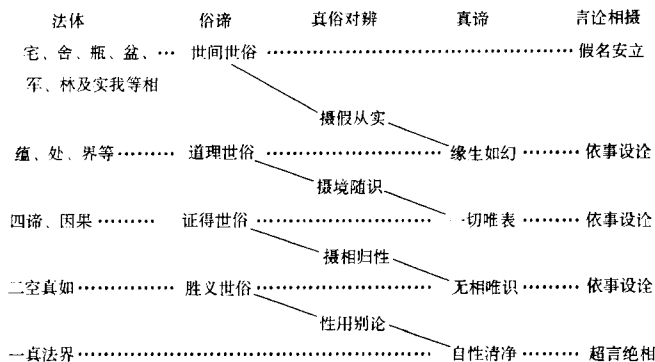 法体 俗谛 真俗对辨 真谛 言诠相摄
宅、舍、瓶、盆、 世间世俗 假名安立
军、林及实我等相
摄假从实
蕴、处、界等 道理世俗 缘生如幻 依事设诠
摄境随识
四谛、因果 证得世俗 一切唯表 依事设诠
摄相归性
二空真如 胜义世俗 无相唯识 依事设诠
性用别论
一真法界 自性清净 超言绝相